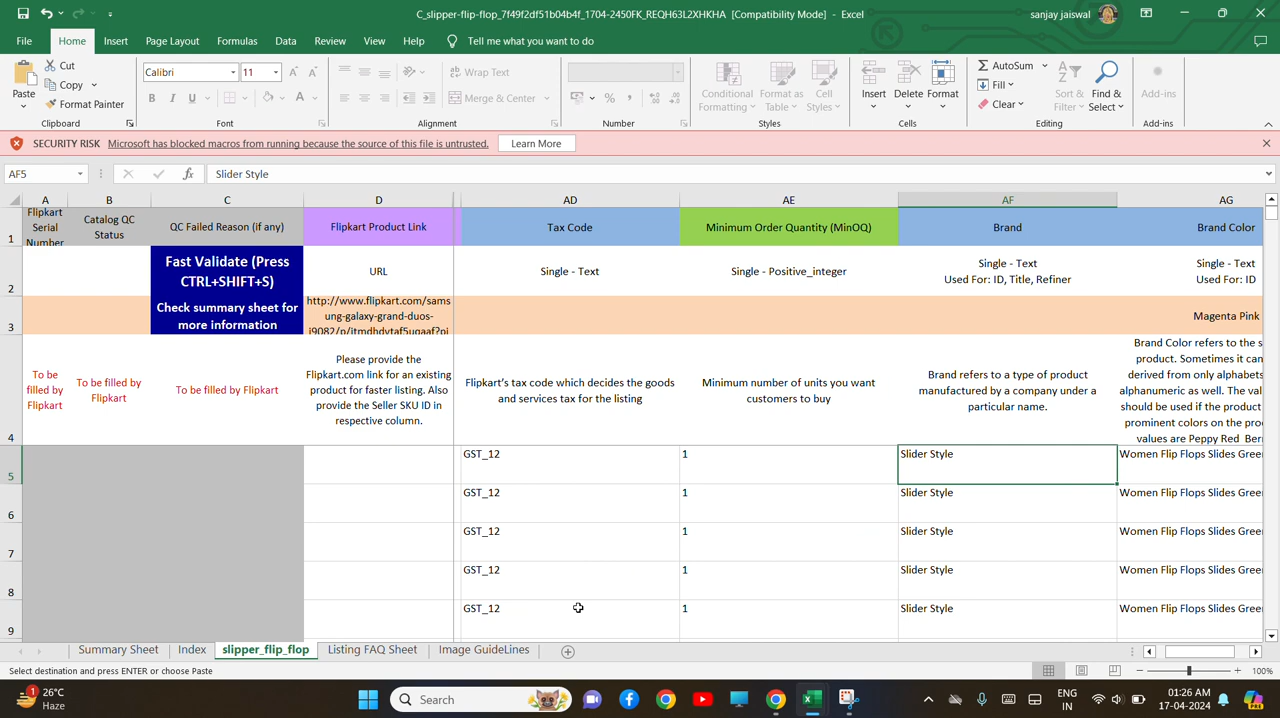 C_slipper-flip-flop_7f49f2df51b04b4f_1704-2450FK_REQH63L2XHKHA [Compatibility Mode] - Excel
sanjay jaiswal
File Home Insert Page Layout Formulas Data Review View Help Tell me what you want to do
Paste
Cut
Copy
Format Painter
Calibri 11
B I U
Wrap Text
Merge & Center
% ,
Conditional Formatting
Format as Table
Cell Styles
Insert Delete Format
AutoSum
Fill
Clear
Sort & Filter
Find & Select
Add-ins
Clipboard Font Alignment Number Styles Cells Editing Add-ins
SECURITY RISK Microsoft has blocked macros from running because the source of this file is untrusted. Learn More
AF5 fx Slider Style
A B C D AD AE AF AG
1
Flipkart
Serial
Number
Catalog QC
Status
QC Failed Reason (if any)
Flipkart Product Link
Tax Code
Minimum Order Quantity (MinOQ)
Brand
Brand Color
2
Fast Validate (Press
CTRL+SHIFT+S)
URL
Single - Text
Single - Positive_integer
Single - Text
Used For: ID, Title, Refiner
Single - Text
Used For: ID
3
Check summary sheet for
more information
http://www.flipkart.com/sams
ung-galaxy-grand-duos-
i9082/p/itmdhdvtaf5uqaaf?pi
Magenta Pink
4
To be
filled by
Flipkart
To be filled by
Flipkart
To be filled by Flipkart
Please provide the
Flipkart.com link for an existing
product for faster listing. Also
provide the Seller SKU ID in
respective column.
Flipkart's tax code which decides the goods
and services tax for the listing
Minimum number of units you want
customers to buy
Brand refers to a type of product
manufactured by a company under a
particular name.
Brand Color refers to the s
product. Sometimes it can
derived from only alphabets
alphanumeric as well. The val
should be used if the product
prominent colors on the pro
values are Peppy Red Ber
5 GST_12 1 Slider Style Women Flip Flops Slides Gree
6 GST_12 1 Slider Style Women Flip Flops Slides Gree
7 GST_12 1 Slider Style Women Flip Flops Slides Gree
8 GST_12 1 Slider Style Women Flip Flops Slides Gree
9 GST_12 1 Slider Style Women Flip Flops Slides Gree
Summary Sheet Index slipper_flip_flop Listing FAQ Sheet Image GuideLines
Select destination and press ENTER or choose Paste
100%
1
26°C
Haze
Search
ENG
IN
01:26 AM
17-04-2024